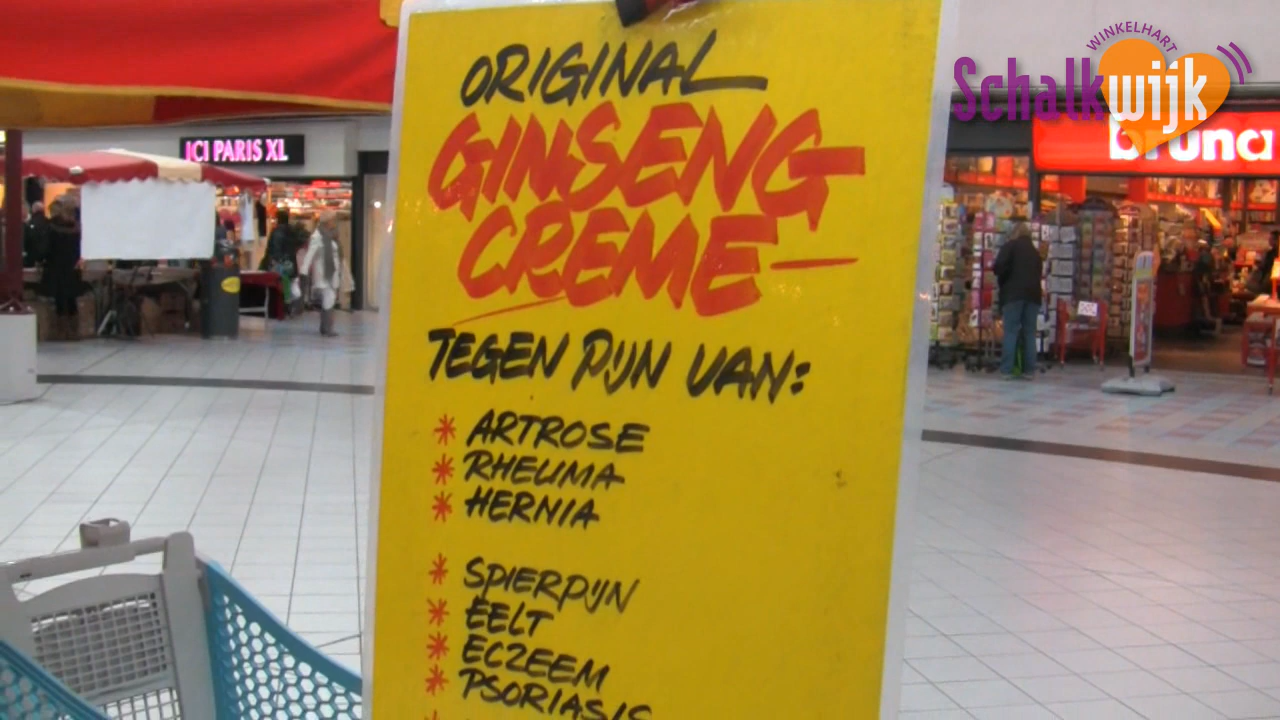 WINKELHART
Schalkwijk
ICI PARIS XL
bruna
ORIGINAL
GINSENG
CREME
TEGEN PIJN VAN:
* ARTROSE
* RHEUMA
* HERNIA
* SPIERPIJN
* EELT
* ECZEEM
* PSORIASIS